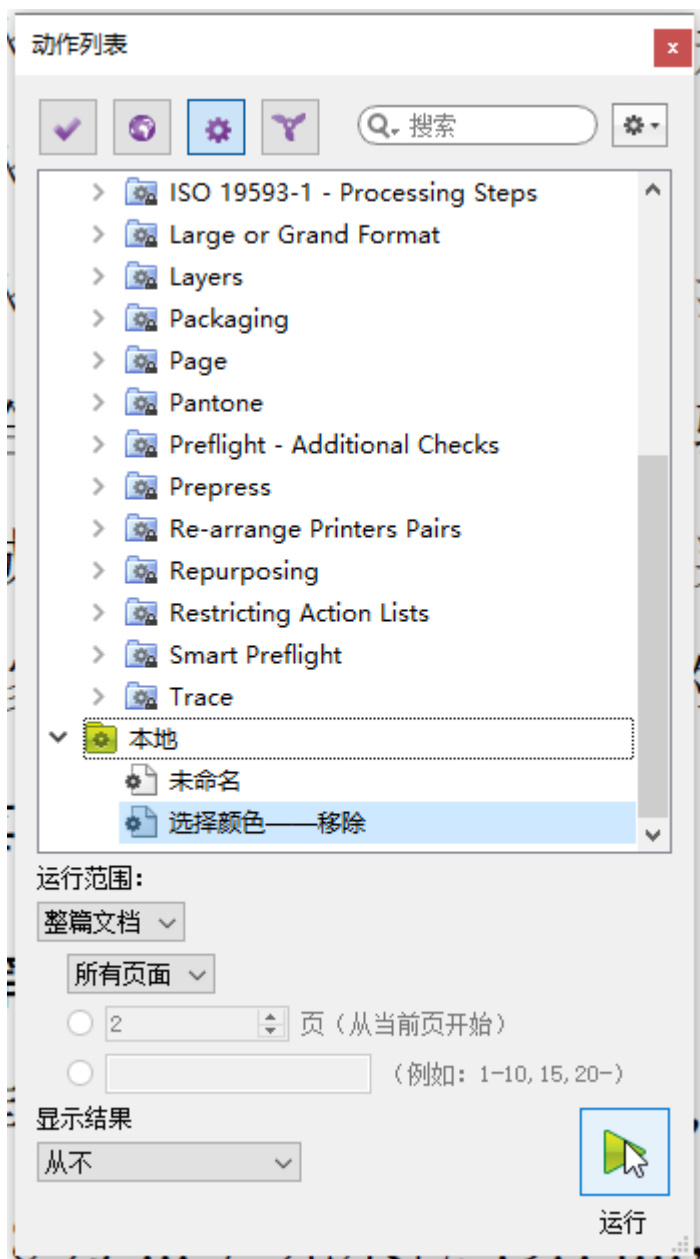 动作列表
搜索
ISO 19593-1 - Processing Steps
Large or Grand Format
Layers
Packaging
Page
Pantone
Preflight - Additional Checks
Prepress
Re-arrange Printers Pairs
Repurposing
Restricting Action Lists
Smart Preflight
Trace
本地
未命名
选择颜色——移除
运行范围：
整篇文档
所有页面
2 页（从当前页开始）
（例如：1-10,15,20-）
显示结果
从不
运行